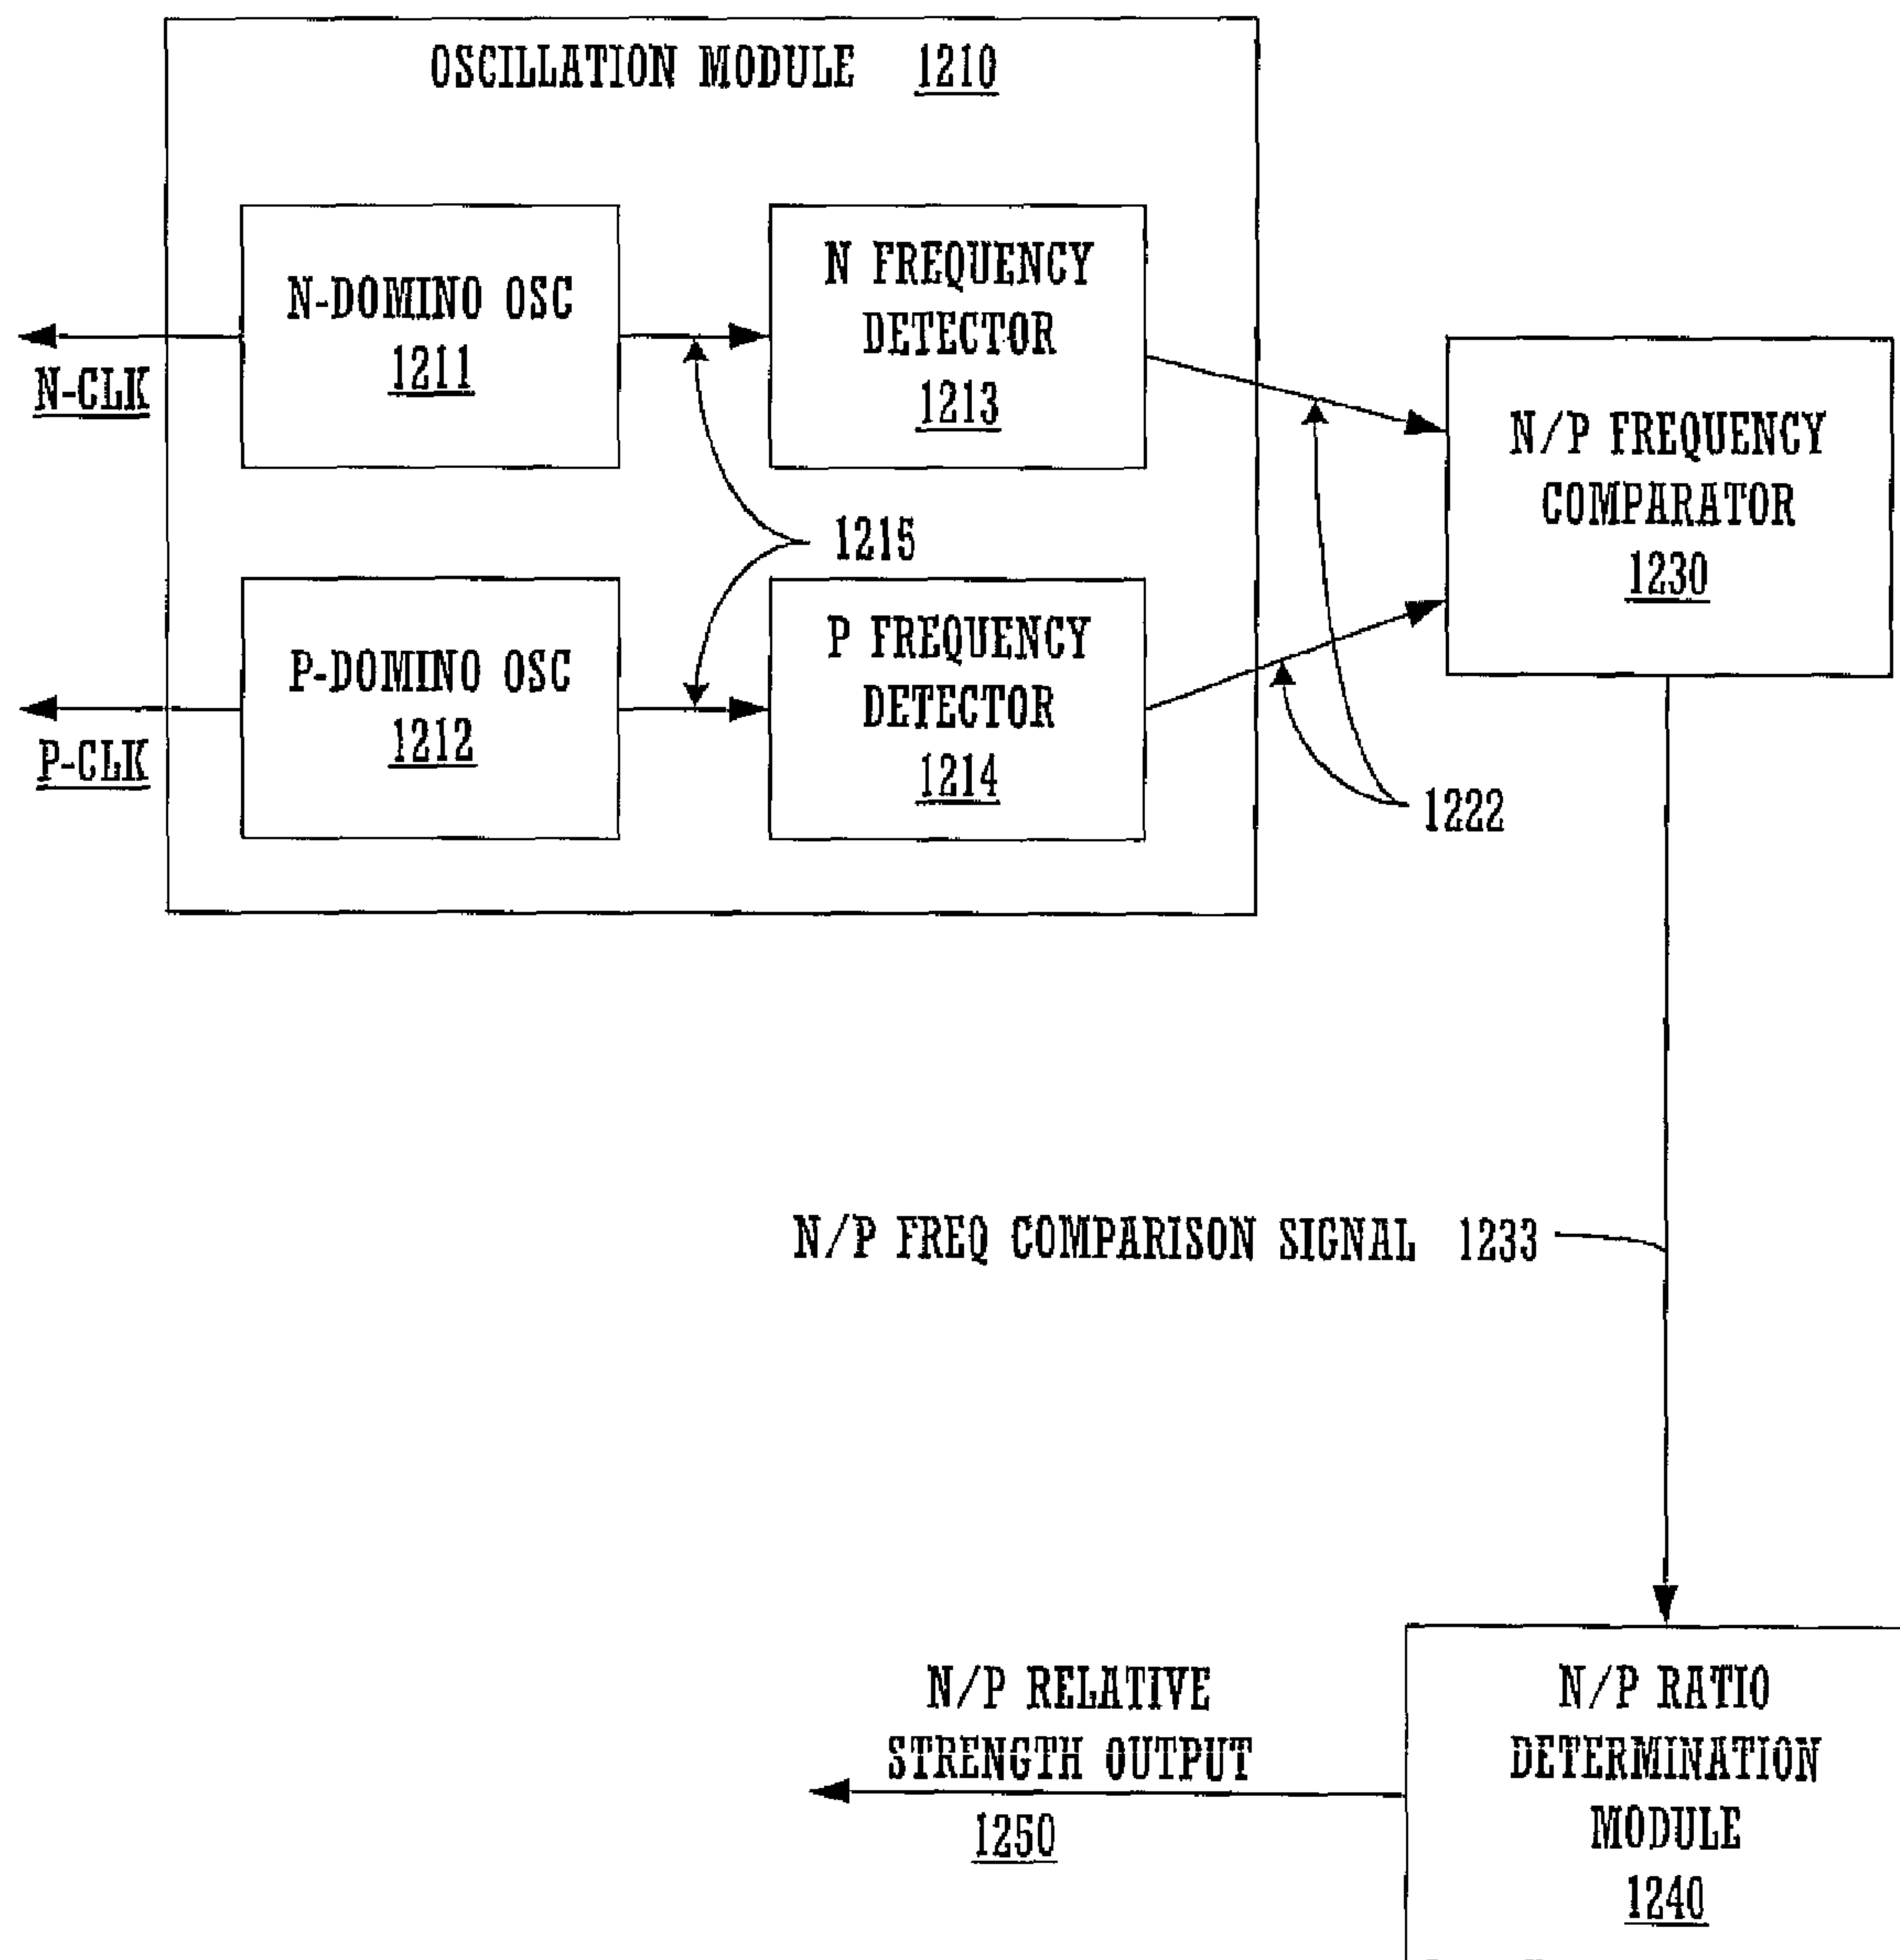 OSCILLATION MODULE 1210
N-DOMINO OSC
1211
N FREQUENCY
DETECTOR
1213
N-CLK
N/P FREQUENCY
COMPARATOR
1230
1215
P-DOMINO OSC
1212
P FREQUENCY
DETECTOR
1214
P-CLK
1222
N/P FREQ COMPARISON SIGNAL 1233
N/P RELATIVE
STRENGTH OUTPUT
1250
N/P RATIO
DETERMINATION
MODULE
1240